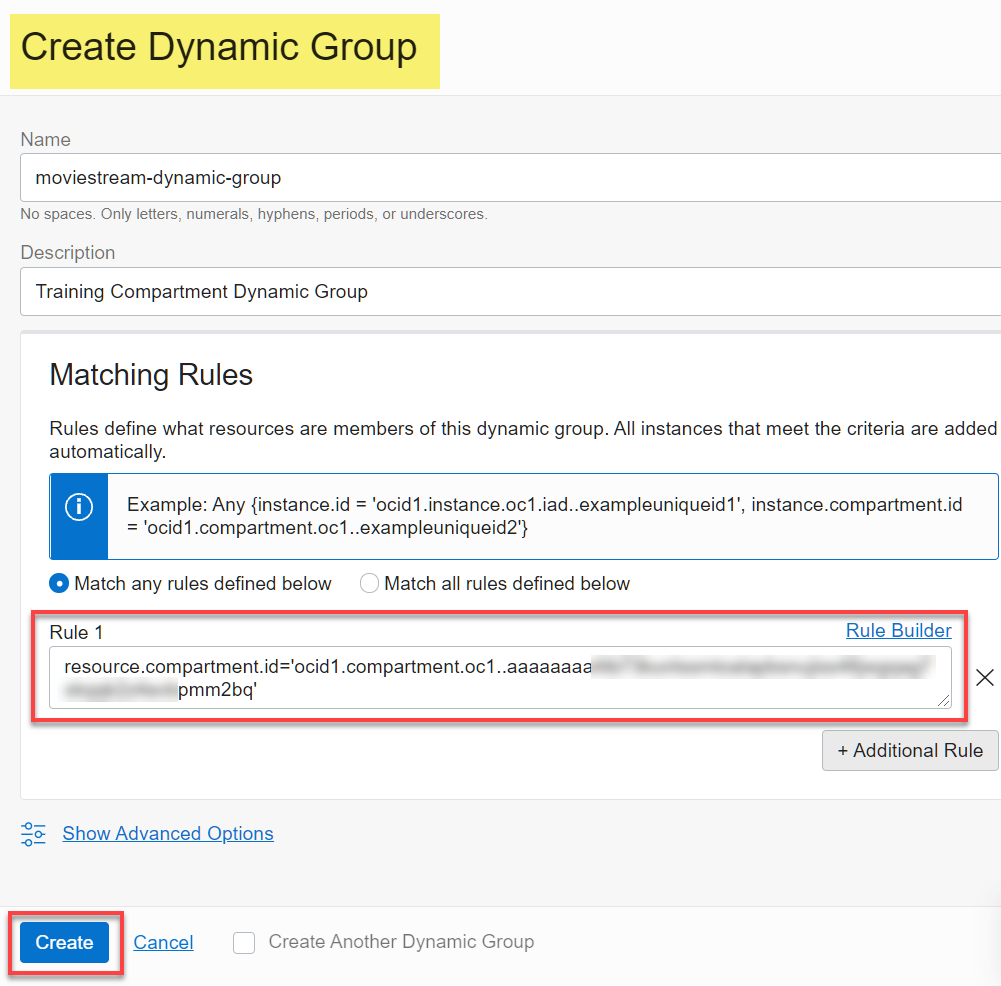 Create Dynamic Group
Name
moviestream-dynamic-group
No spaces. Only letters, numerals, hyphens, periods, or underscores.
Description
Training Compartment Dynamic Group
Matching Rules
Rules define what resources are members of this dynamic group. All instances that meet the criteria are added
automatically.
Example: Any {instance.id = 'ocid1.instance.oc1.iad..exampleuniqueid1', instance.compartment.id
= 'ocid1.compartment.oc1..exampleuniqueid2'}
Match any rules defined below Match all rules defined below
Rule 1 Rule Builder
resource.compartment.id='ocid1.compartment.oc1..aaaaaaaa
pmm2bq'
+ Additional Rule
Show Advanced Options
Create Cancel Create Another Dynamic Group